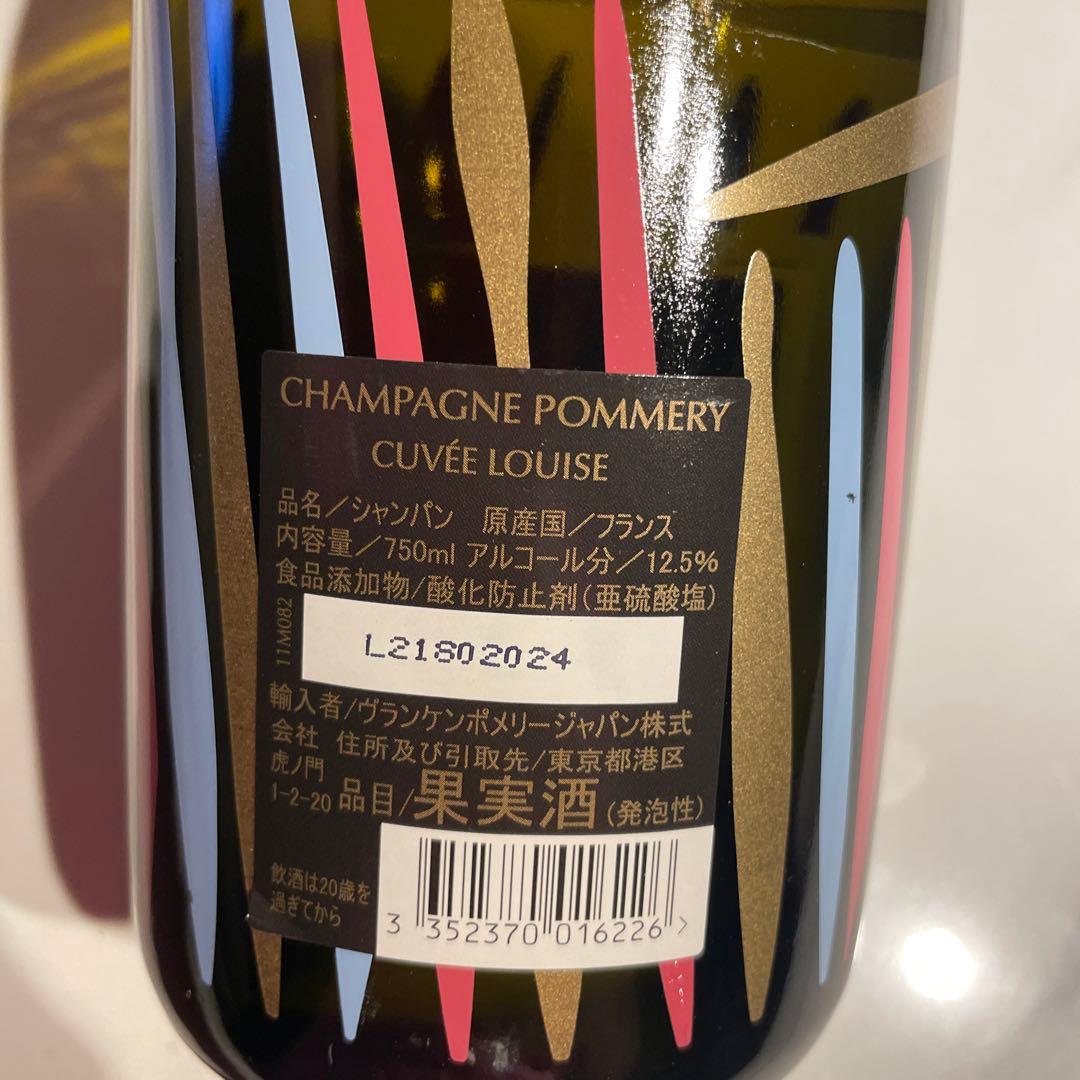 CHAMPAGNE POMMERY
CUVÉE LOUISE
品名/シャンパン 原産国/フランス
内容量/750ml アルコール分/12.5%
食品添加物/酸化防止剤(亜硫酸塩)
11M082
L21802024
輸入者/ヴランケンポメリージャパン株式
会社 住所及び引取先/東京都港区
虎ノ門
1-2-20 品目/果実酒(発泡性)
飲酒は20歳を
過ぎてから
3 352370 016226 >